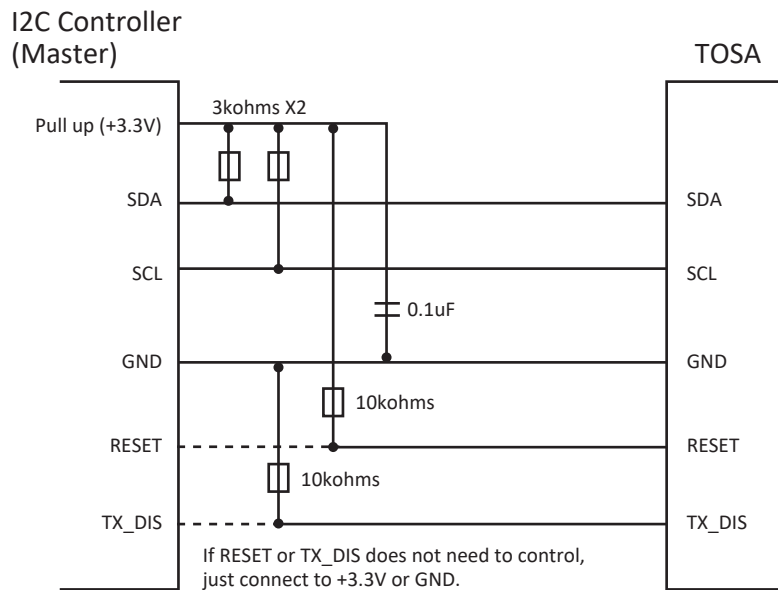 I2C Controller
(Master)
TOSA
3kohms X2
Pull up (+3.3V)
SDA
SDA
SCL
SCL
0.1uF
GND
GND
10kohms
RESET
RESET
10kohms
TX_DIS
TX_DIS
If RESET or TX_DIS does not need to control,
just connect to +3.3V or GND.